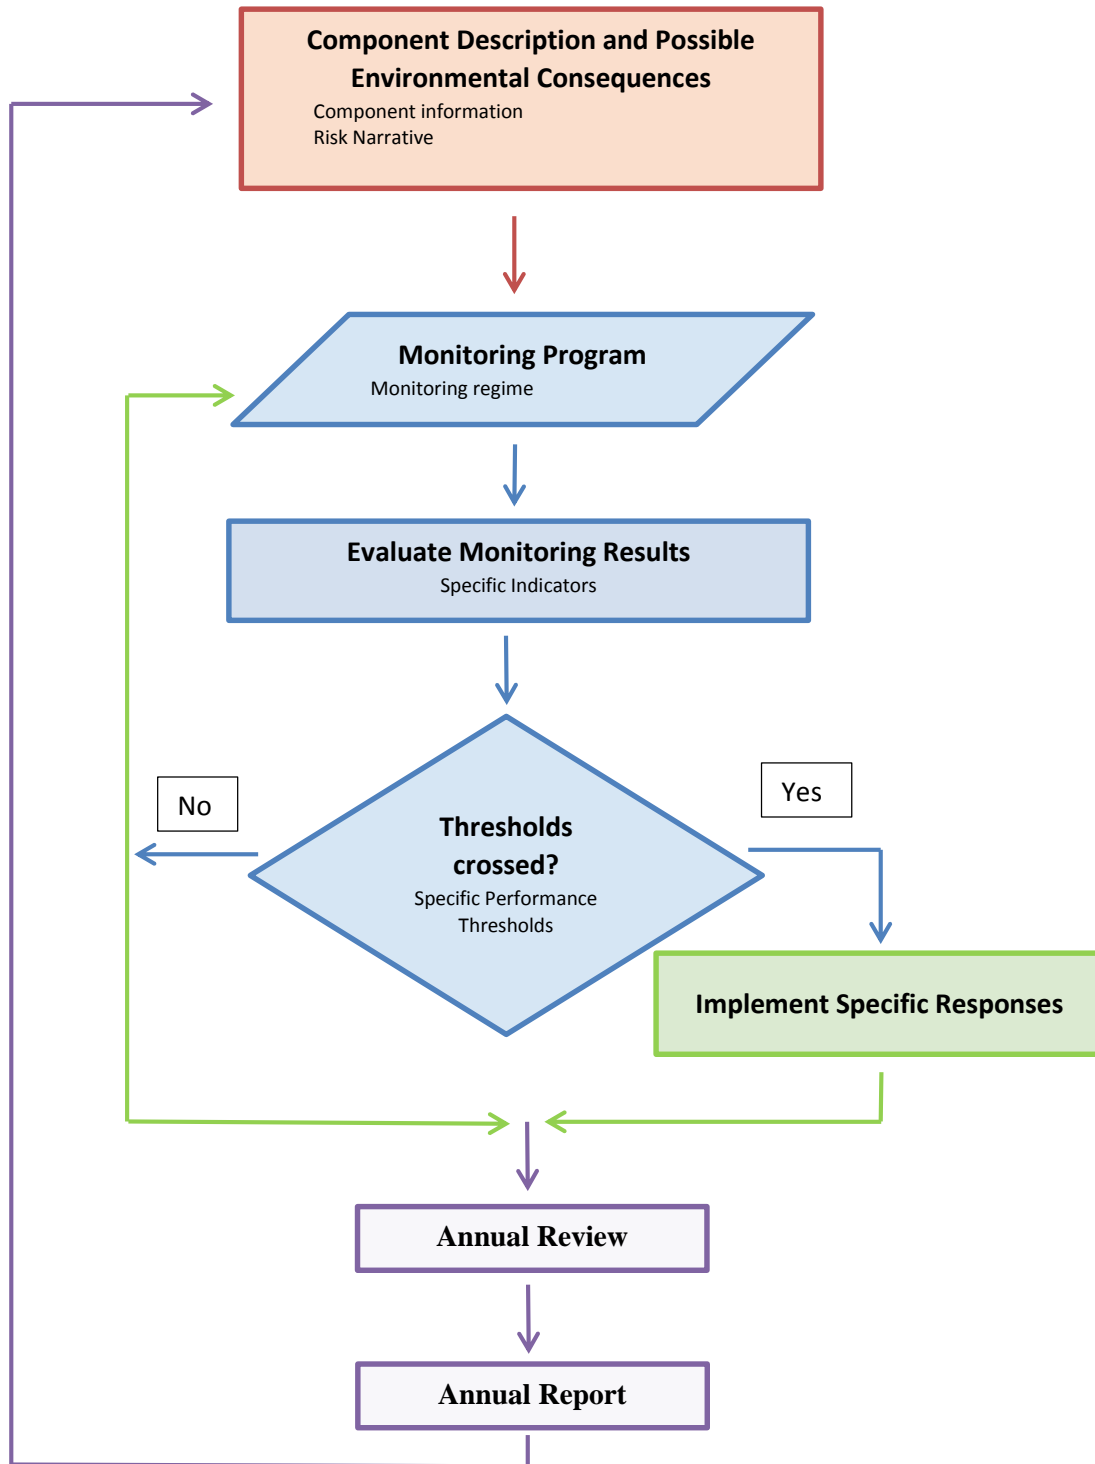 Component Description and Possible
Environmental Consequences
Component information
Risk Narrative
Monitoring Program
Monitoring regime
Evaluate Monitoring Results
Specific Indicators
No
Yes
Thresholds
crossed?
Specific Performance
Thresholds
Implement Specific Responses
Annual Review
Annual Report